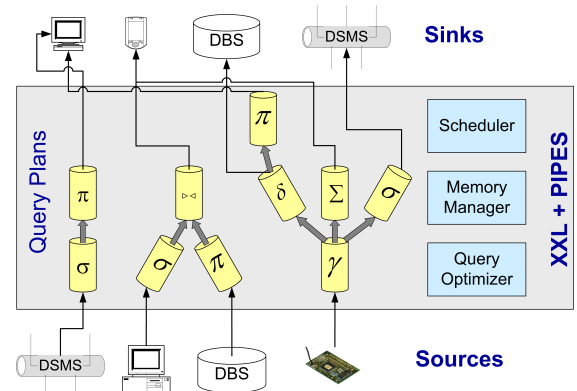 DBS
DSMS
Sinks
Query Plans
π
Scheduler
XXL + PIPES
π
⋈
δ
Σ
σ
Memory
Manager
σ
σ
π
γ
Query
Optimizer
DSMS
DBS
Sources